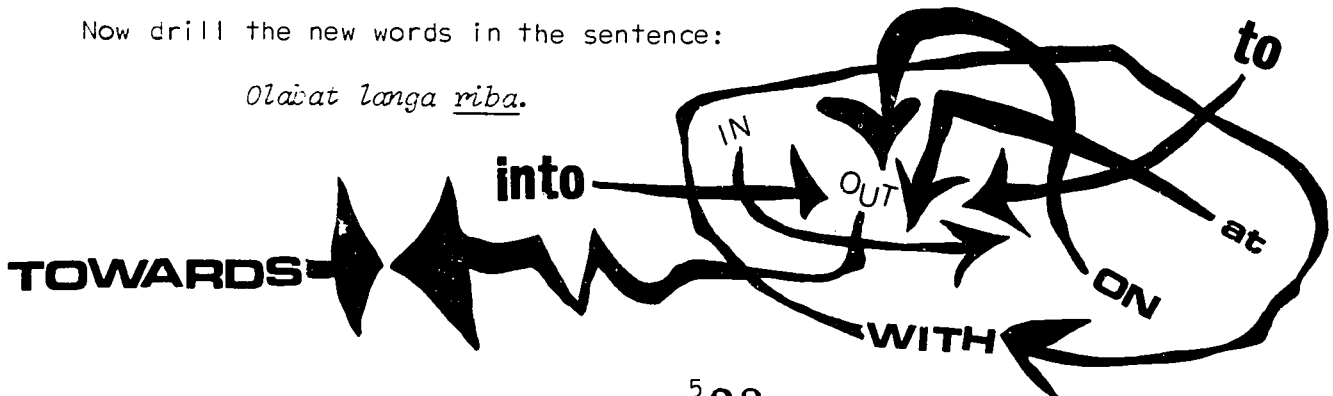 Now drill the new words in the sentence:
Olabat langa riba.
to
IN
into
OUT
at
TOWARDS
ON
WITH